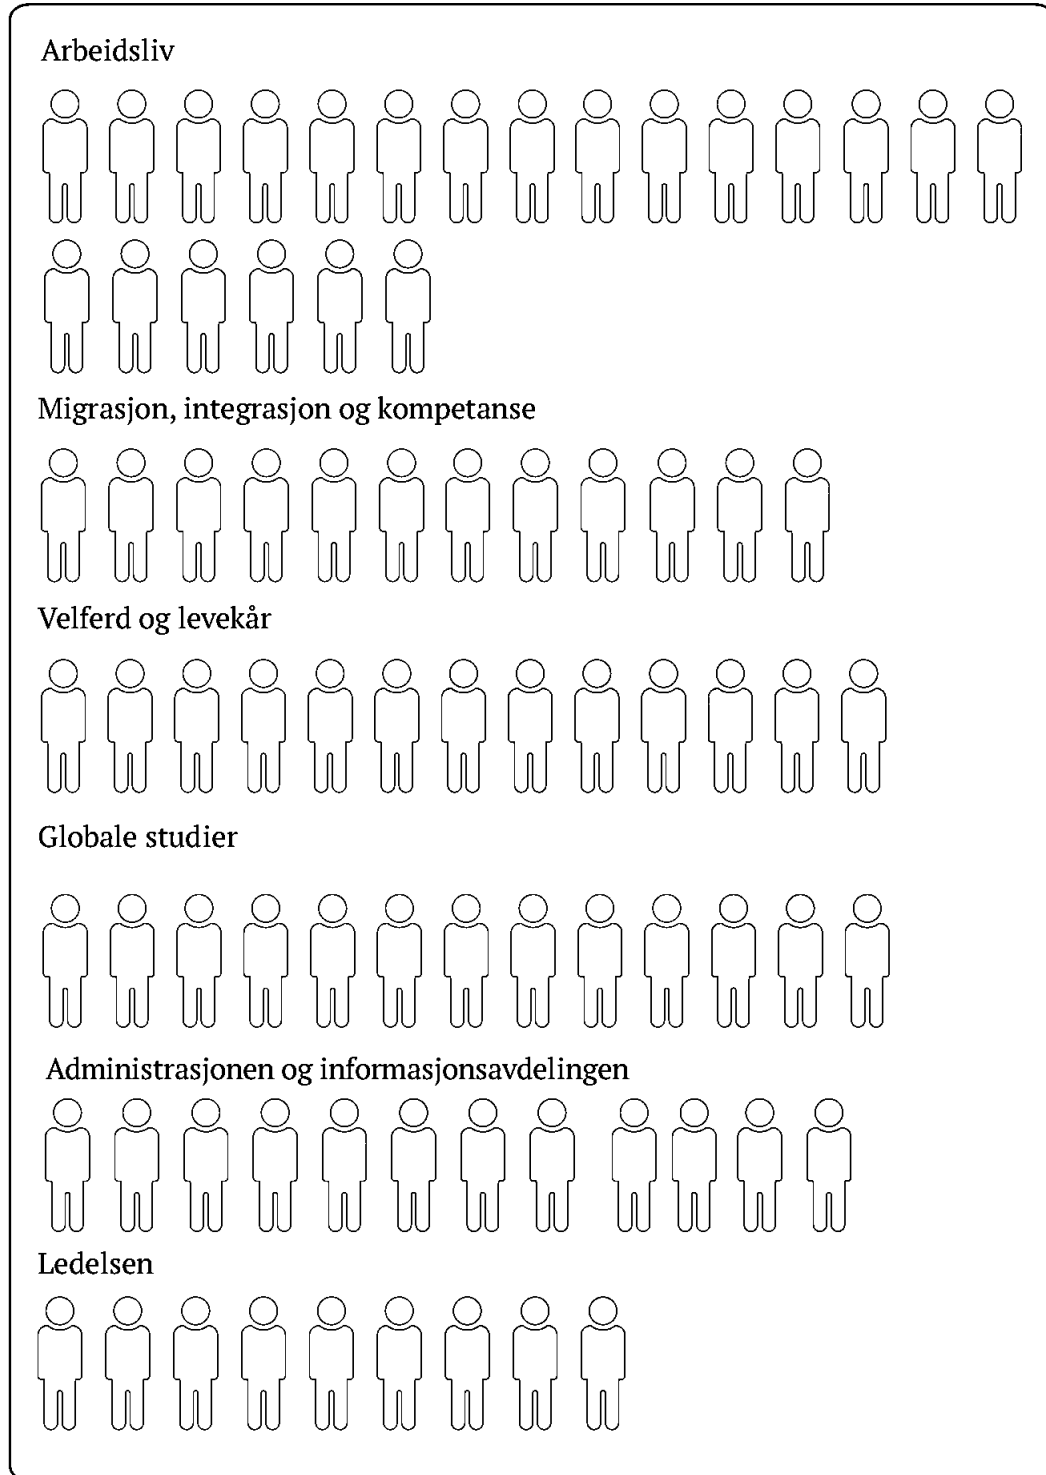 Arbeidsliv
Migrasjon, integrasjon og kompetanse
Velferd og levekår
Globale studier
Administrasjonen og informasjonsavdelingen
Ledelsen